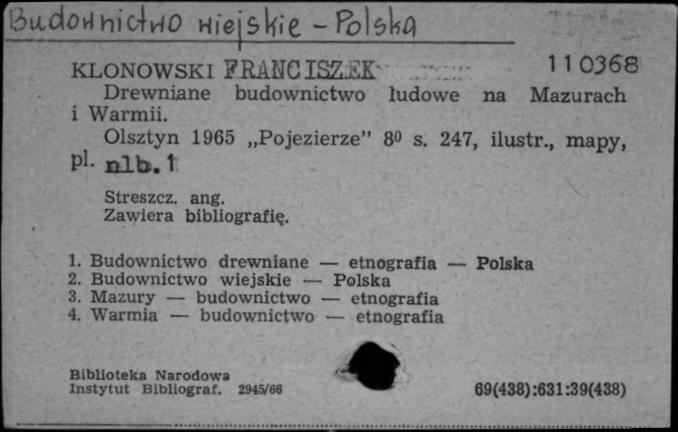 Budownictwo wiejskie – Polska
110368
KLONOWSKI FRANCISZEK
Drewniane budownictwo ludowe na Mazurach
i Warmii.
Olsztyn 1965 „Pojezierze” 8⁰ s. 247, ilustr., mapy,
pl. nlb. 1
Streszcz. ang.
Zawiera bibliografię.
1. Budownictwo drewniane — etnografia — Polska
2. Budownictwo wiejskie — Polska
3. Mazury — budownictwo — etnografia
4. Warmia — budownictwo — etnografia
Biblioteka Narodowa
Instytut Bibliograf. 2945/66
69(438):631:39(438)